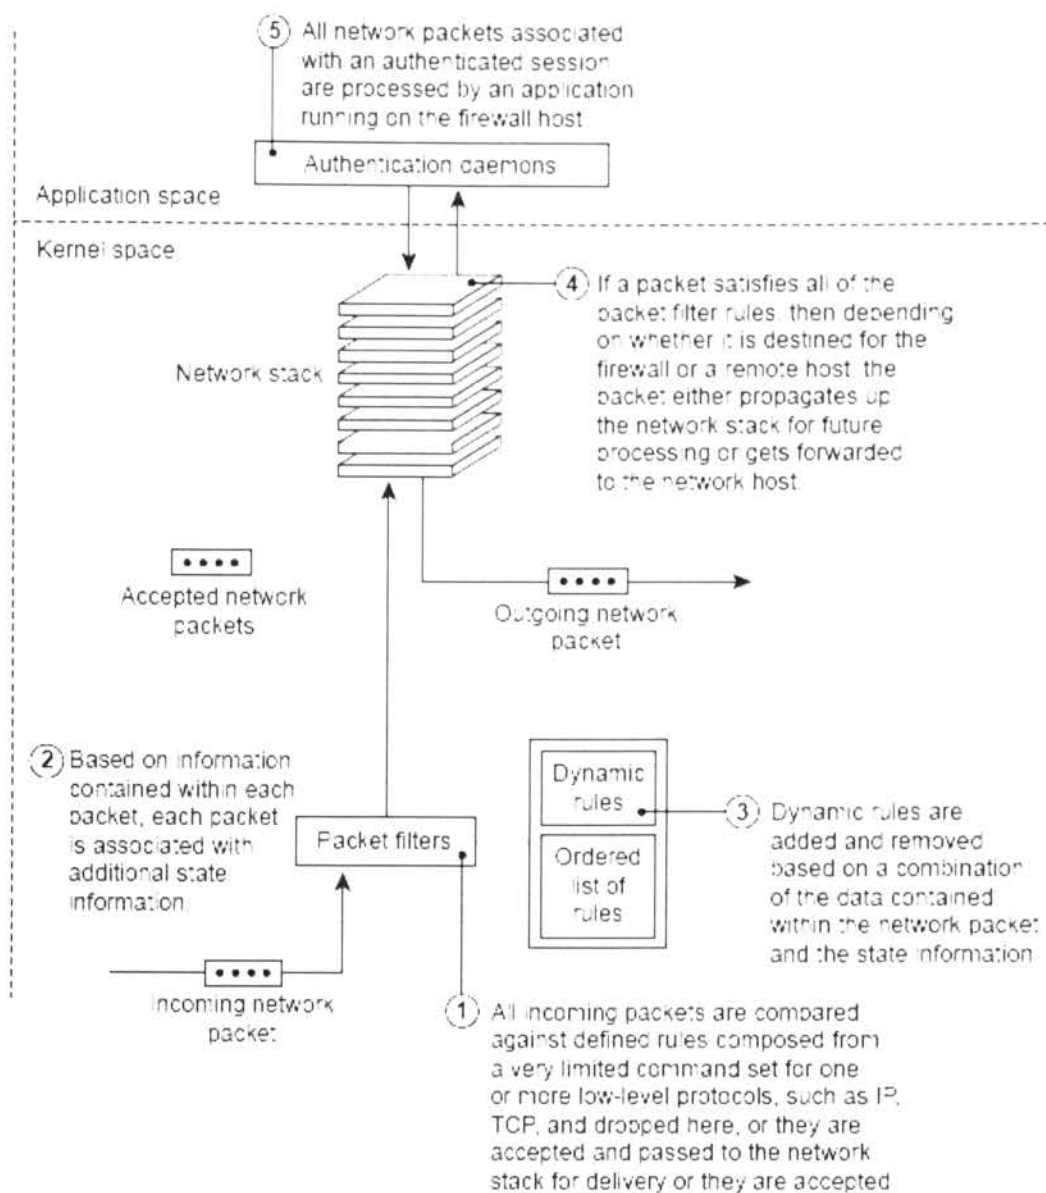 5 All network packets associated
with an authenticated session
are processed by an application
running on the firewall host
Authentication daemons
Application space
Kernel space
4 If a packet satisfies all of the
packet filter rules, then depending
on whether it is destined for the
firewall or a remote host, the
packet either propagates up
the network stack for future
processing or gets forwarded
to the network host.
Network stack
Accepted network
packets
Outgoing network
packet
2 Based on information
contained within each
packet, each packet
is associated with
additional state
information
Packet filters
Dynamic
rules
Ordered
list of
rules
3 Dynamic rules are
added and removed
based on a combination
of the data contained
within the network packet
and the state information
Incoming network
packet
1 All incoming packets are compared
against defined rules composed from
a very limited command set for one
or more low-level protocols, such as IP,
TCP, and dropped here, or they are
accepted and passed to the network
stack for delivery or they are accepted